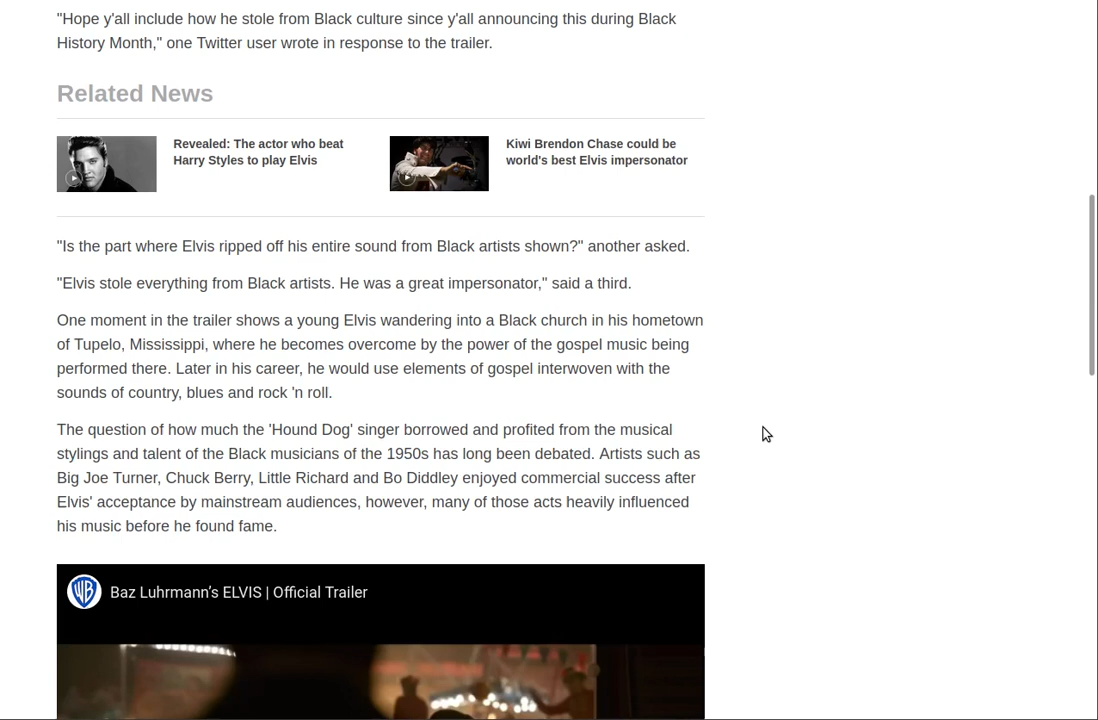 "Hope y'all include how he stole from Black culture since y'all announcing this during Black
History Month," one Twitter user wrote in response to the trailer.
Related News
Revealed: The actor who beat
Harry Styles to play Elvis
Kiwi Brendon Chase could be
world's best Elvis impersonator
"Is the part where Elvis ripped off his entire sound from Black artists shown?" another asked.
"Elvis stole everything from Black artists. He was a great impersonator," said a third.
One moment in the trailer shows a young Elvis wandering into a Black church in his hometown
of Tupelo, Mississippi, where he becomes overcome by the power of the gospel music being
performed there. Later in his career, he would use elements of gospel interwoven with the
sounds of country, blues and rock 'n roll.
The question of how much the 'Hound Dog' singer borrowed and profited from the musical
stylings and talent of the Black musicians of the 1950s has long been debated. Artists such as
Big Joe Turner, Chuck Berry, Little Richard and Bo Diddley enjoyed commercial success after
Elvis' acceptance by mainstream audiences, however, many of those acts heavily influenced
his music before he found fame.
WB
Baz Luhrmann's ELVIS | Official Trailer